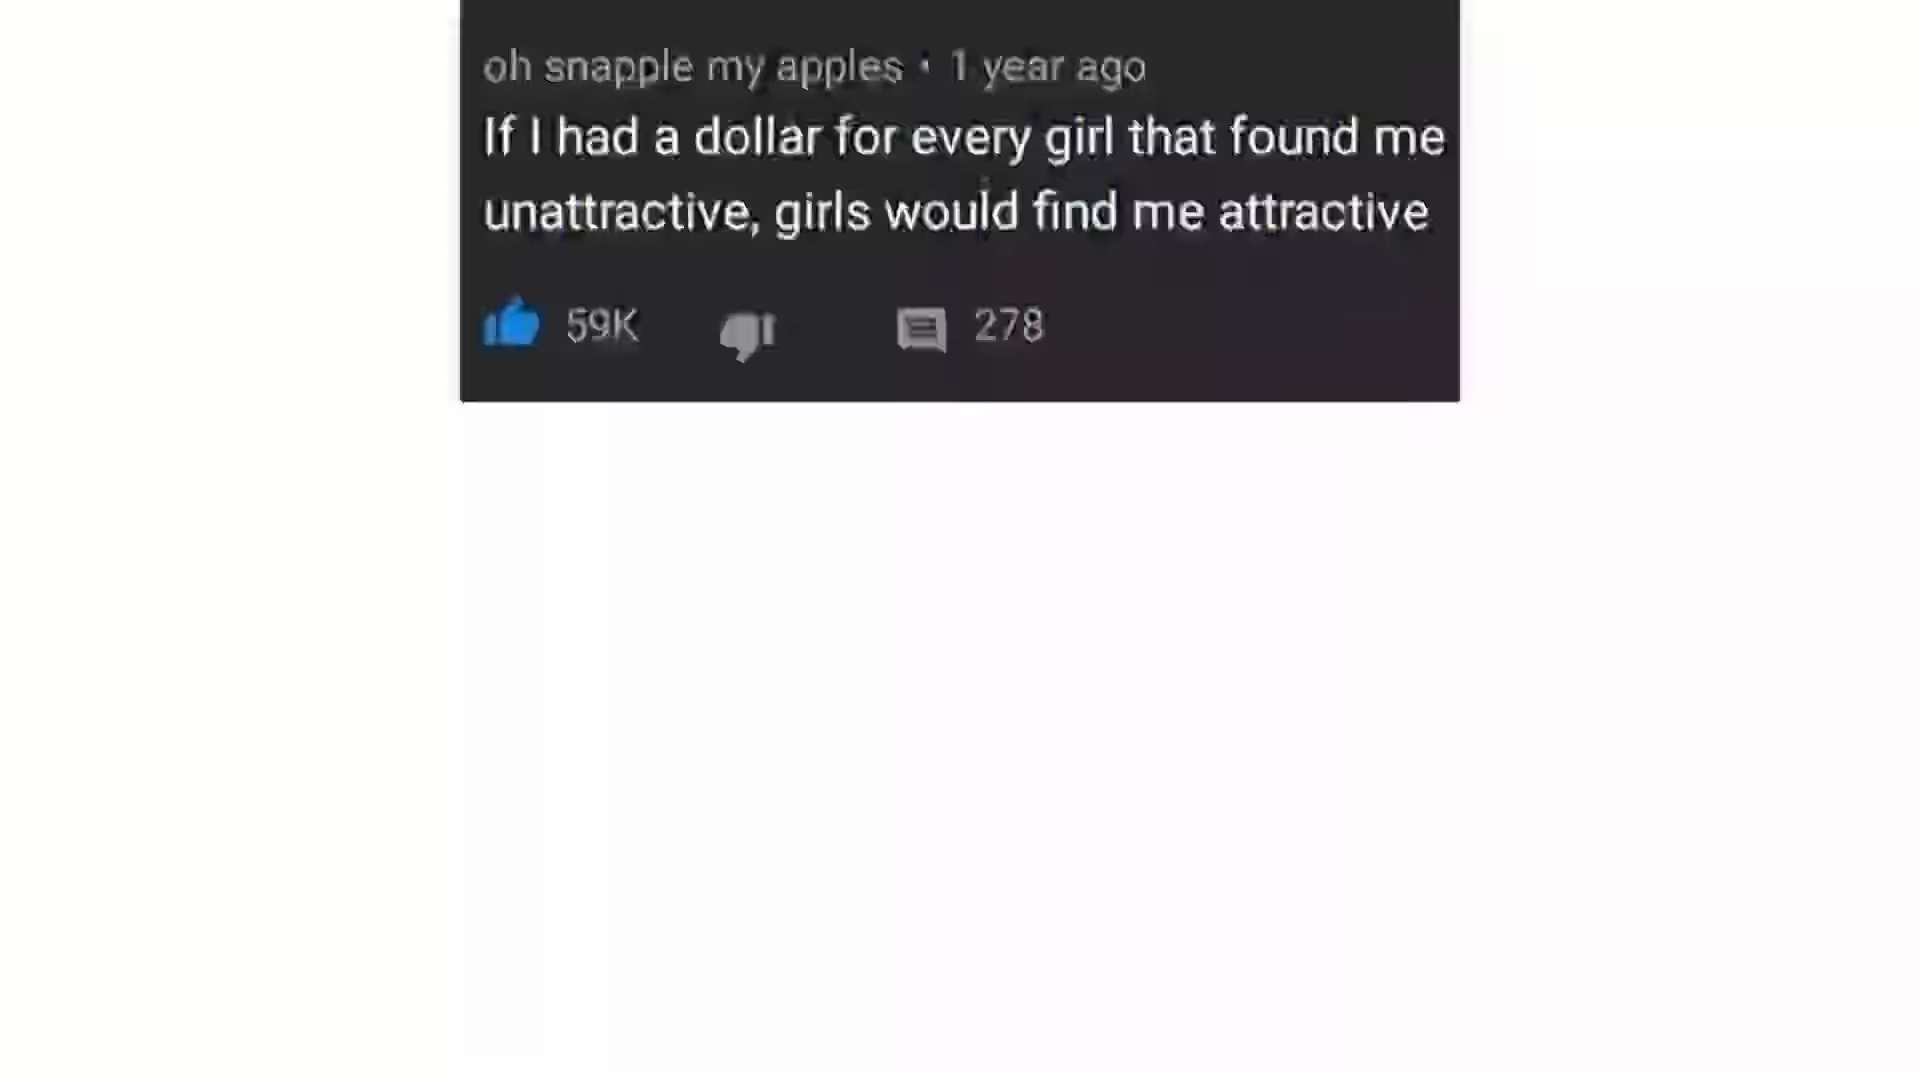 oh snapple my apples • 1 year ago
If I had a dollar for every girl that found me
unattractive, girls would find me attractive
59K 278